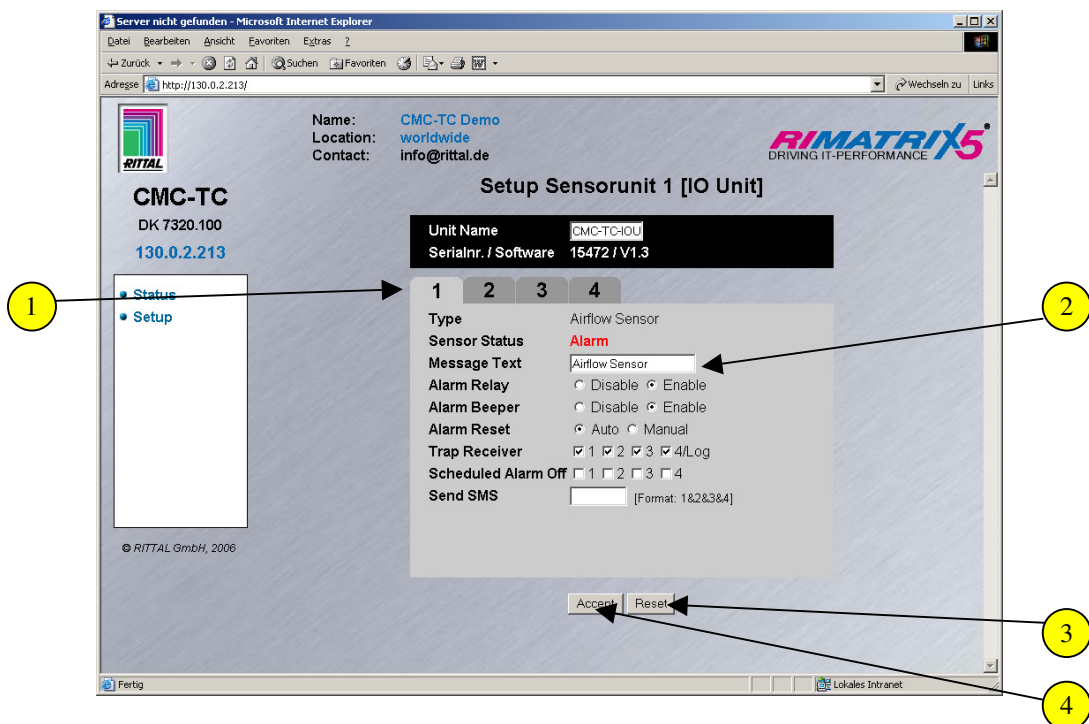 Server nicht gefunden - Microsoft Internet Explorer
Datei Bearbeiten Ansicht Favoriten Extras ?
Zurück Suchen Favoriten
Adresse http://130.0.2.213/ Wechseln zu Links
RITTAL
Name: CMC-TC Demo
Location: worldwide
Contact: info@rittal.de
RIMATRIX5®
DRIVING IT-PERFORMANCE
CMC-TC
DK 7320.100
130.0.2.213
Status
Setup
© RITTAL GmbH, 2006
Setup Sensorunit 1 [IO Unit]
Unit Name CMC-TC-IOU
Serialnr. / Software 15472 / V1.3
1 2 3 4
Type Airflow Sensor
Sensor Status Alarm
Message Text Airflow Sensor
Alarm Relay Disable Enable
Alarm Beeper Disable Enable
Alarm Reset Auto Manual
Trap Receiver 1 2 3 4/Log
Scheduled Alarm Off 1 2 3 4
Send SMS [Format: 1&2&3&4]
Accept Reset
Fertig Lokales Intranet
1
2
3
4